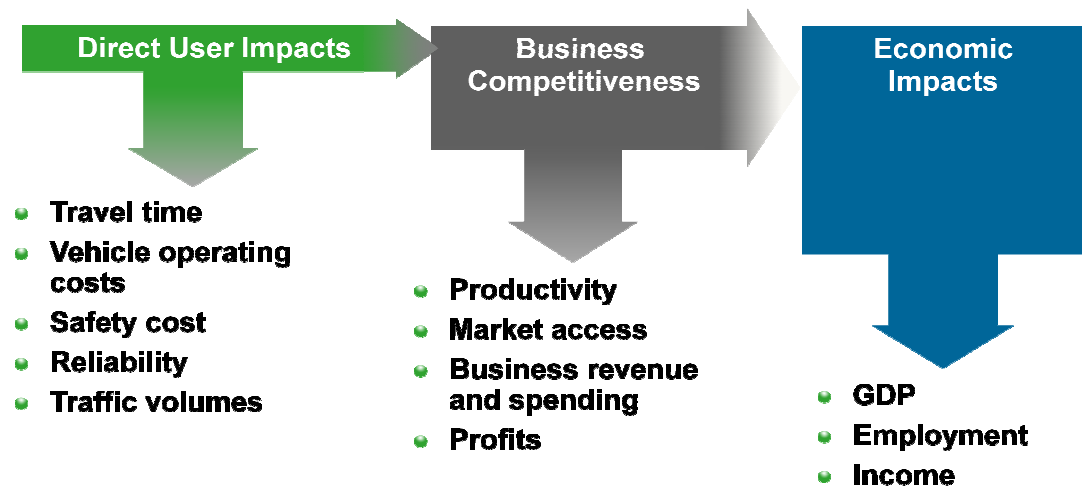 Direct User Impacts
Travel time
Vehicle operating
costs
Safety cost
Reliability
Traffic volumes
Business
Competitiveness
Productivity
Market access
Business revenue
and spending
Profits
Economic
Impacts
GDP
Employment
Income